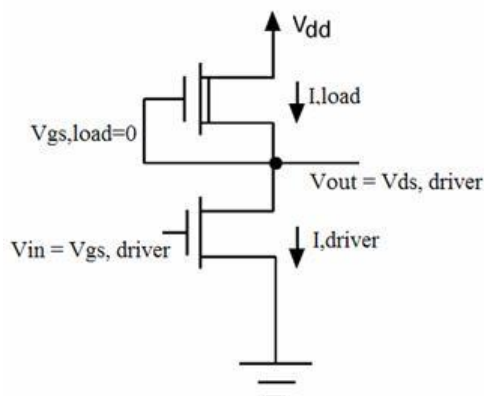 Vdd
I,load
Vgs,load=0
Vout = Vds, driver
Vin = Vgs, driver
I,driver